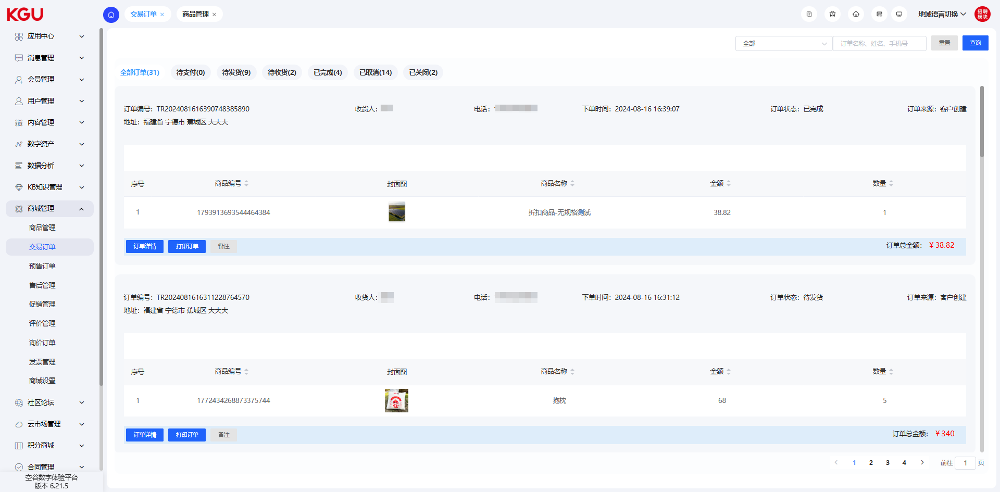 KGU
交易订单 ×
商品管理 ×
地域语言切换
招聘
模块
应用中心
消息管理
会员管理
用户管理
内容管理
数字资产
数据分析
KB知识管理
商城管理
商品管理
交易订单
预售订单
售后管理
促销管理
评价管理
询价订单
发票管理
商城设置
社区论坛
云市场管理
积分商城
合同管理
空谷数字体验平台
版本 6.21.5
全部
订单名称、姓名、手机号
重置
查询
全部订单(31) 待支付(0) 待发货(9) 待收货(2) 已完成(4) 已取消(14) 已关闭(2)
订单编号: TR2024081616390748385890 收货人: 电话: 下单时间: 2024-08-16 16:39:07 订单状态: 已完成 订单来源: 客户创建
地址: 福建省 宁德市 蕉城区 大大大
序号 商品编号 封面图 商品名称 金额 数量
1 1793913693544464384 折扣商品-无规格测试 38.82 1
订单详情 打印订单 备注 订单总金额: ¥ 38.82
订单编号: TR2024081616311228764570 收货人: 电话: 下单时间: 2024-08-16 16:31:12 订单状态: 待发货 订单来源: 客户创建
地址: 福建省 宁德市 蕉城区 大大大
序号 商品编号 封面图 商品名称 金额 数量
1 1772434268873375744 抱枕 68 5
订单详情 打印订单 备注 订单总金额: ¥ 340
1 2 3 4 前往 1 页